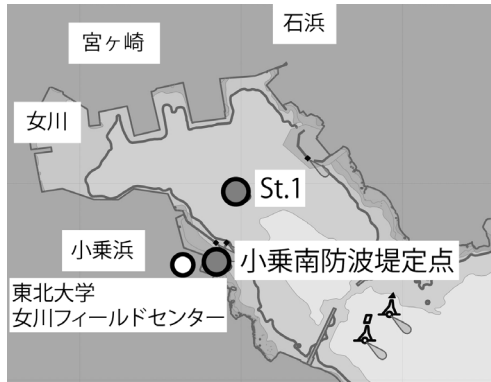 石浜
宮ヶ崎
女川
St.1
小乗浜
小乗南防波堤定点
東北大学
女川フィールドセンター